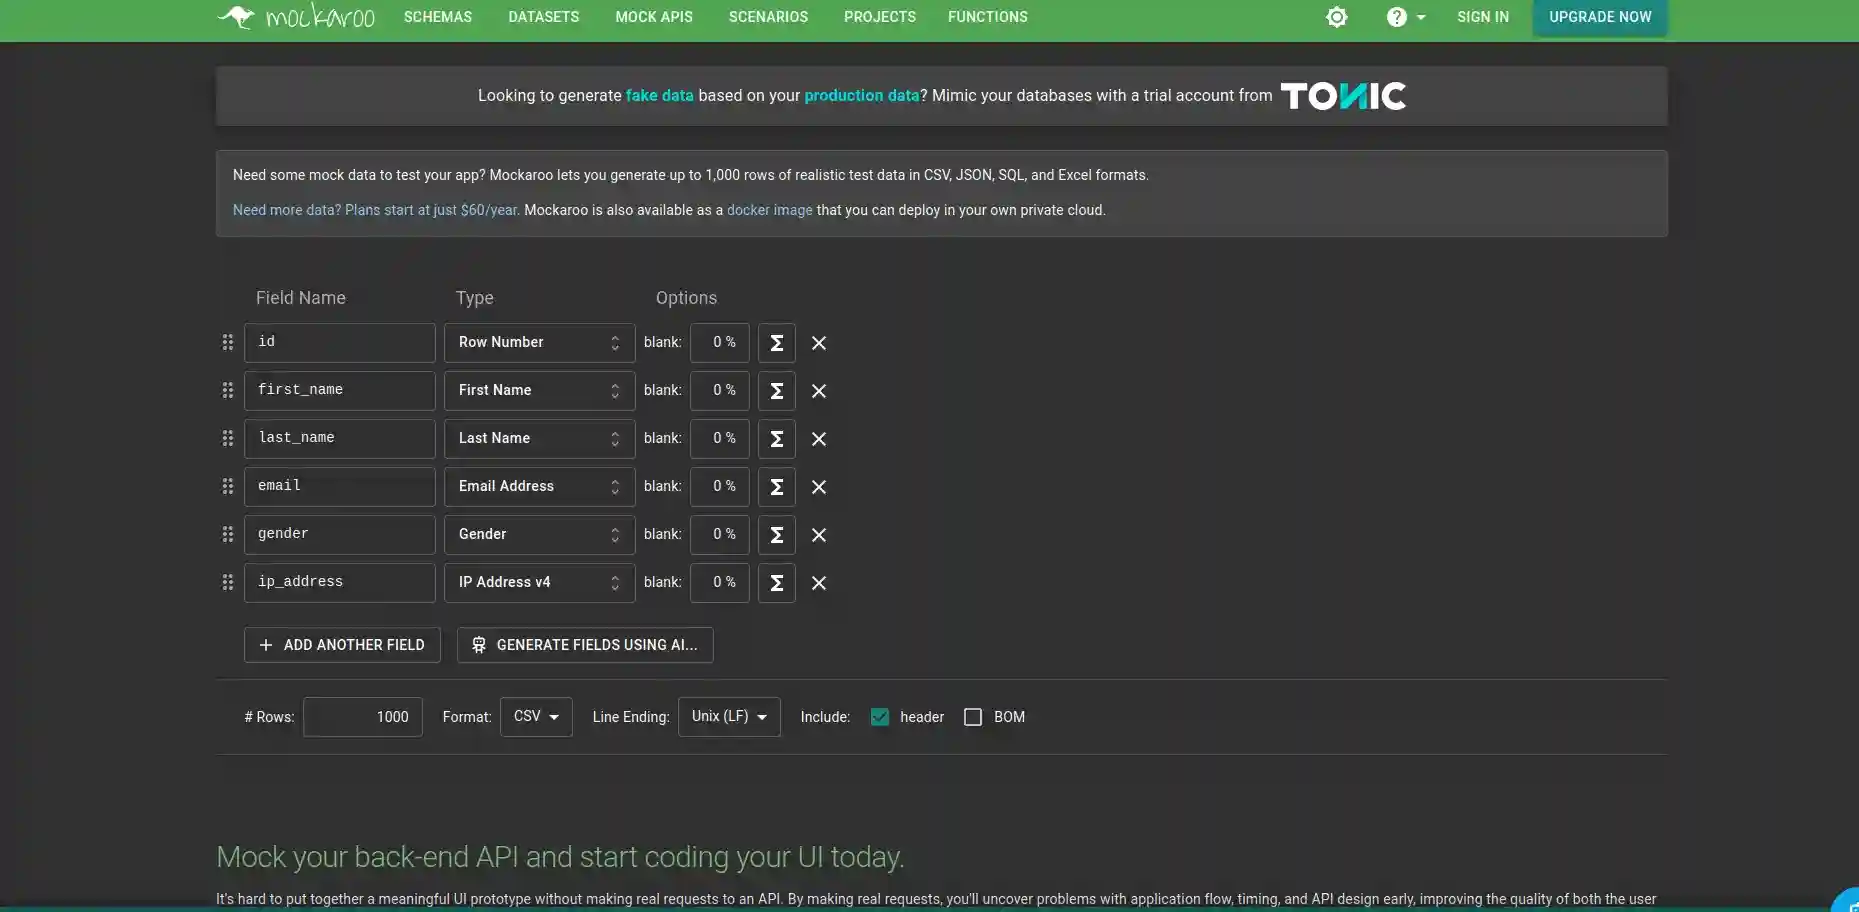 mockaroo SCHEMAS DATASETS MOCK APIS SCENARIOS PROJECTS FUNCTIONS ? SIGN IN UPGRADE NOW
Looking to generate fake data based on your production data? Mimic your databases with a trial account from TONIC
Need some mock data to test your app? Mockaroo lets you generate up to 1,000 rows of realistic test data in CSV, JSON, SQL, and Excel formats.
Need more data? Plans start at just $60/year. Mockaroo is also available as a docker image that you can deploy in your own private cloud.
Field Name Type Options
id Row Number blank: 0 % Σ
first_name First Name blank: 0 % Σ
last_name Last Name blank: 0 % Σ
email Email Address blank: 0 % Σ
gender Gender blank: 0 % Σ
ip_address IP Address v4 blank: 0 % Σ
+ ADD ANOTHER FIELD GENERATE FIELDS USING AI...
# Rows: 1000 Format: CSV Line Ending: Unix (LF) Include: header BOM
Mock your back-end API and start coding your UI today.
It's hard to put together a meaningful UI prototype without making real requests to an API. By making real requests, you'll uncover problems with application flow, timing, and API design early, improving the quality of both the user